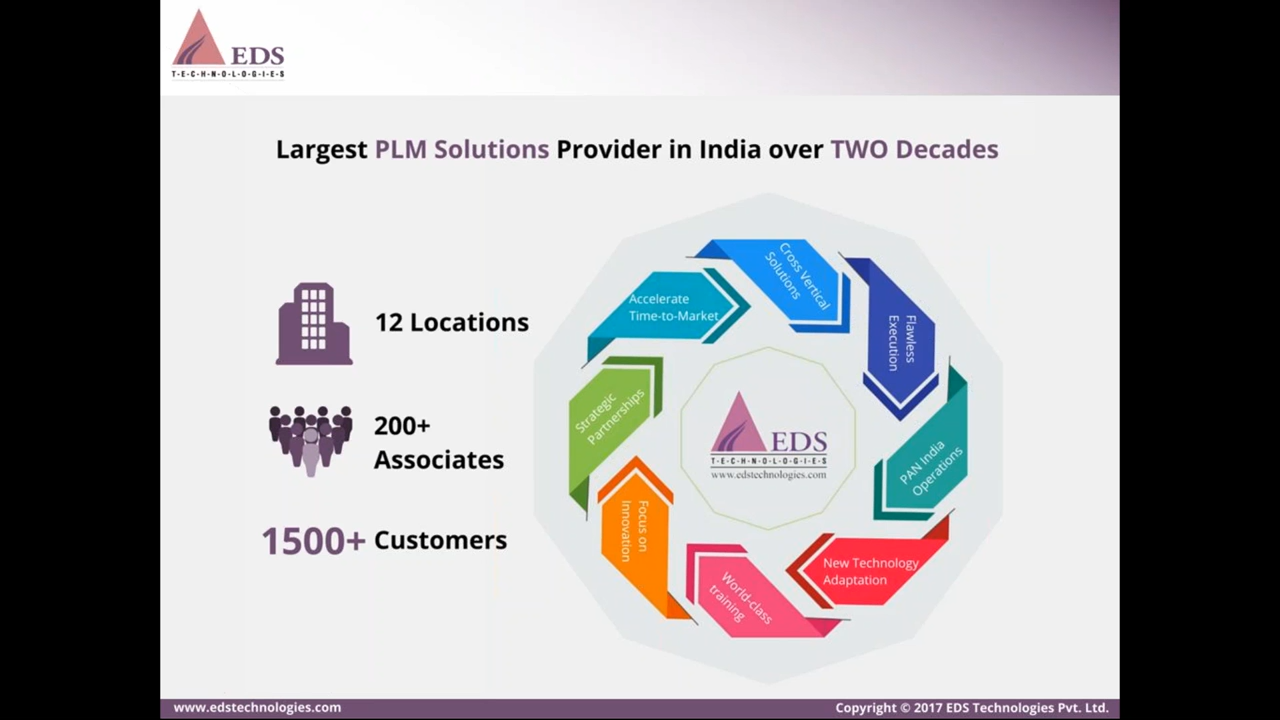 EDS
T-E-C-H-N-O-L-O-G-I-E-S
Largest PLM Solutions Provider in India over TWO Decades
12 Locations
200+
Associates
1500+ Customers
Accelerate
Time-to-Market
Cross Vertical
Solutions
Flawless
Execution
PAN India
Operations
New Technology
Adaptation
World-class
training
Focus on
Innovation
Strategic
Partnerships
EDS
T-E-C-H-N-O-L-O-G-I-E-S
www.edstechnologies.com
www.edstechnologies.com
Copyright © 2017 EDS Technologies Pvt. Ltd.